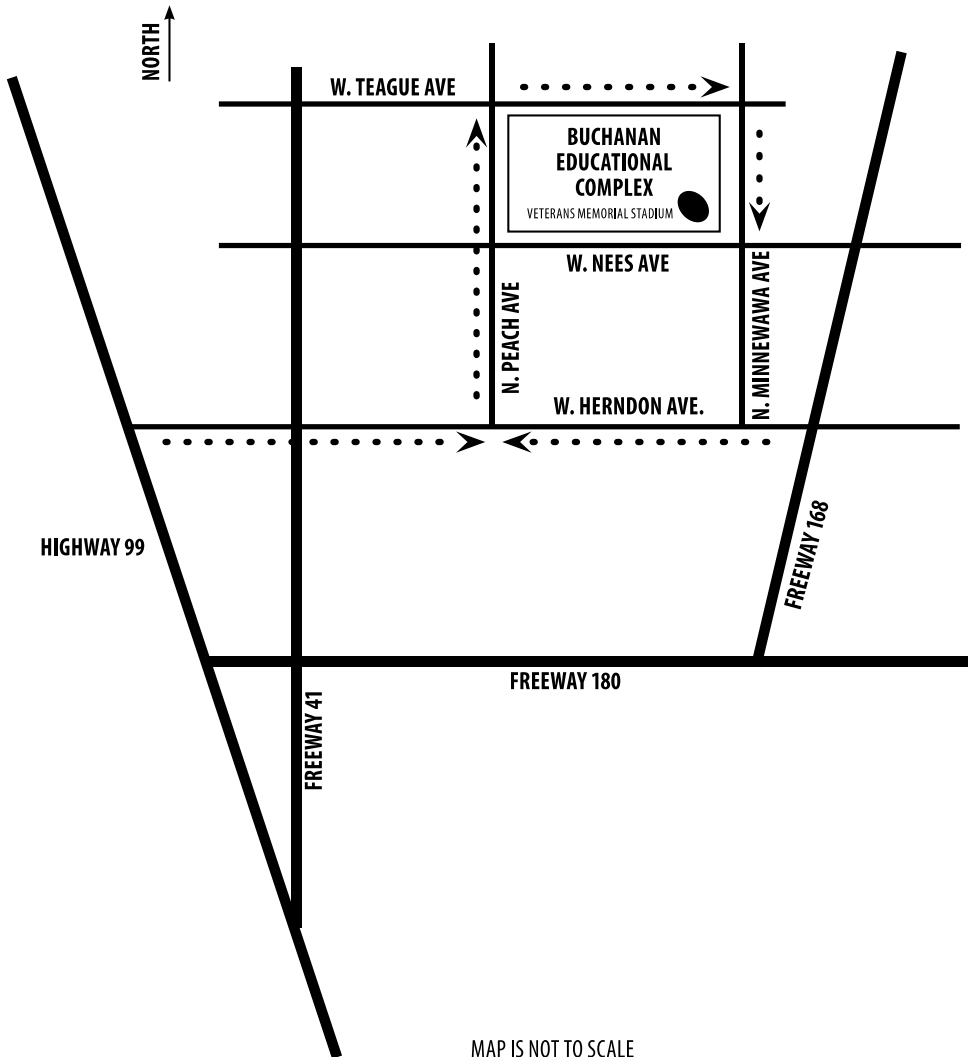 NORTH
W. TEAGUE AVE
BUCHANAN
EDUCATIONAL
COMPLEX
VETERANS MEMORIAL STADIUM
W. NEES AVE
N. PEACH AVE
N. MINNEWAWA AVE
W. HERNDON AVE.
HIGHWAY 99
FREEWAY 168
FREEWAY 180
FREEWAY 41
MAP IS NOT TO SCALE